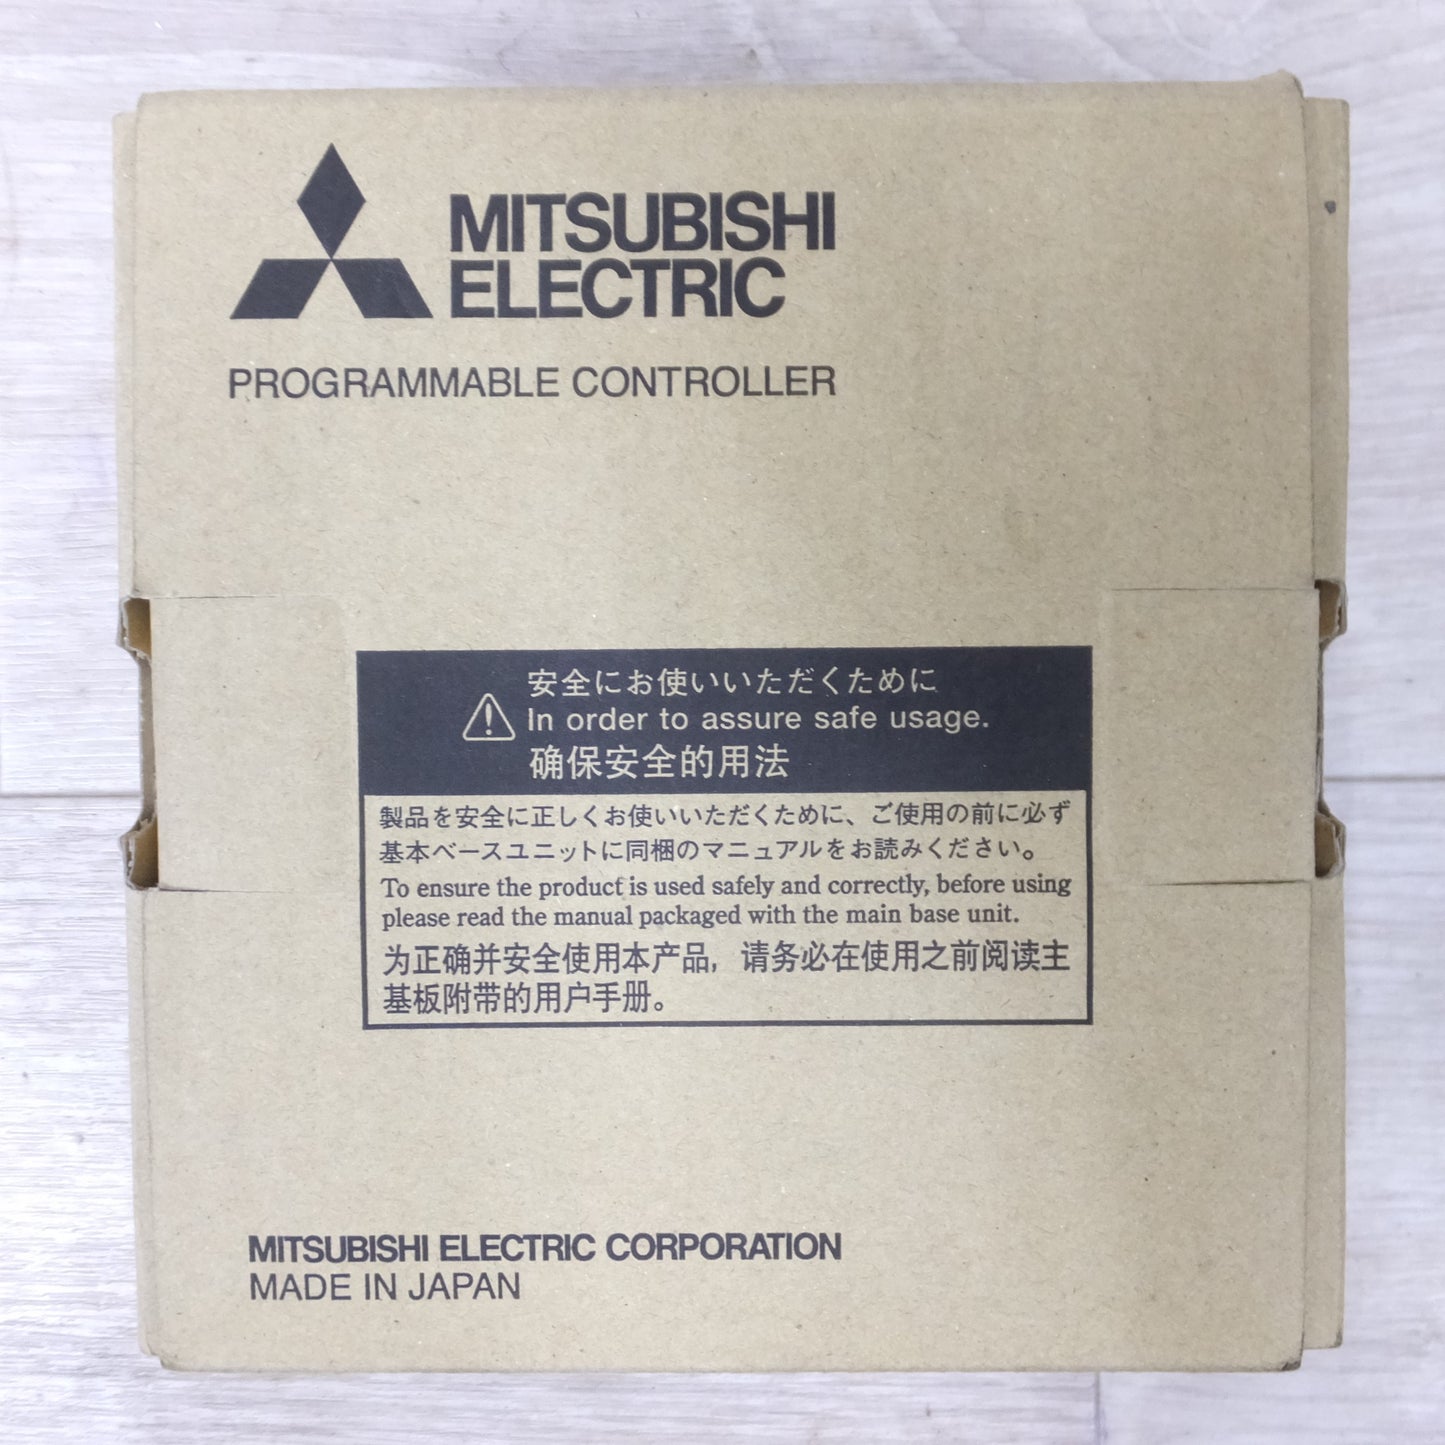 MITSUBISHI
ELECTRIC
PROGRAMMABLE CONTROLLER
安全にお使いいただくために
In order to assure safe usage.
确保安全的用法
製品を安全に正しくお使いいただくために、ご使用の前に必ず
基本ベースユニットに同梱のマニュアルをお読みください。
To ensure the product is used safely and correctly, before using
please read the manual packaged with the main base unit.
为正确并安全使用本产品，请务必在使用之前阅读主
基板附带的用户手册。
MITSUBISHI ELECTRIC CORPORATION
MADE IN JAPAN